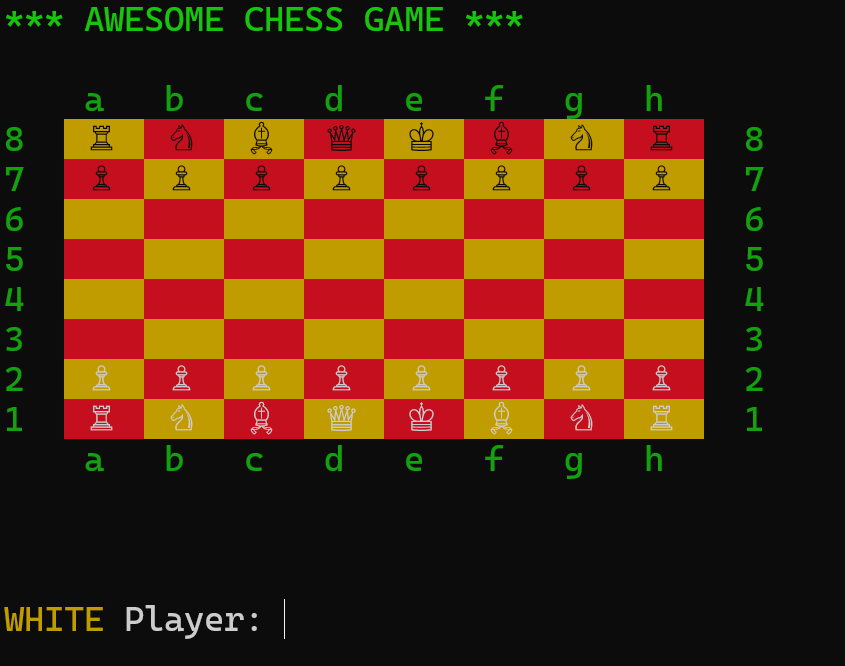 *** AWESOME CHESS GAME ***
a b c d e f g h
8 ♖ ♘ ♗ ♕ ♔ ♗ ♘ ♖ 8
7 ♙ ♙ ♙ ♙ ♙ ♙ ♙ ♙ 7
6 6
5 5
4 4
3 3
2 ♙ ♙ ♙ ♙ ♙ ♙ ♙ ♙ 2
1 ♖ ♘ ♗ ♕ ♔ ♗ ♘ ♖ 1
a b c d e f g h
WHITE Player: